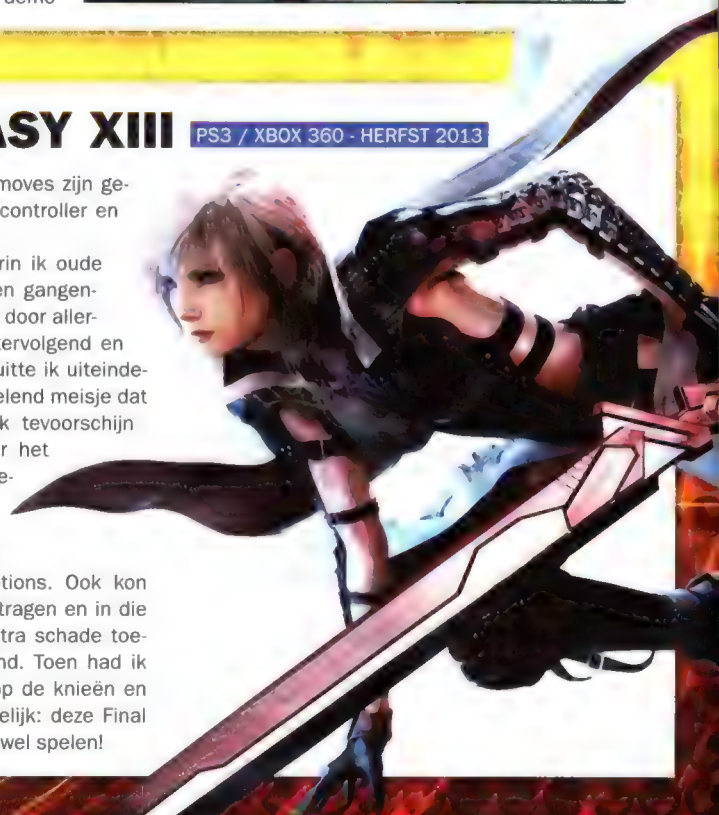 demo
ASY XIII PS3 / XBOX 360 - HERFST 2013
moves zijn ge-
controller en
rin ik oude
en gangen-
door aller-
ervolgend en
uitte ik uiteinde-
elend meisje dat
k tevoorschijn
r het
e-
tions. Ook kon
tragen en in die
tra schade toe-
nd. Toen had ik
op de knieën en
elijk: deze Final
wel spelen!